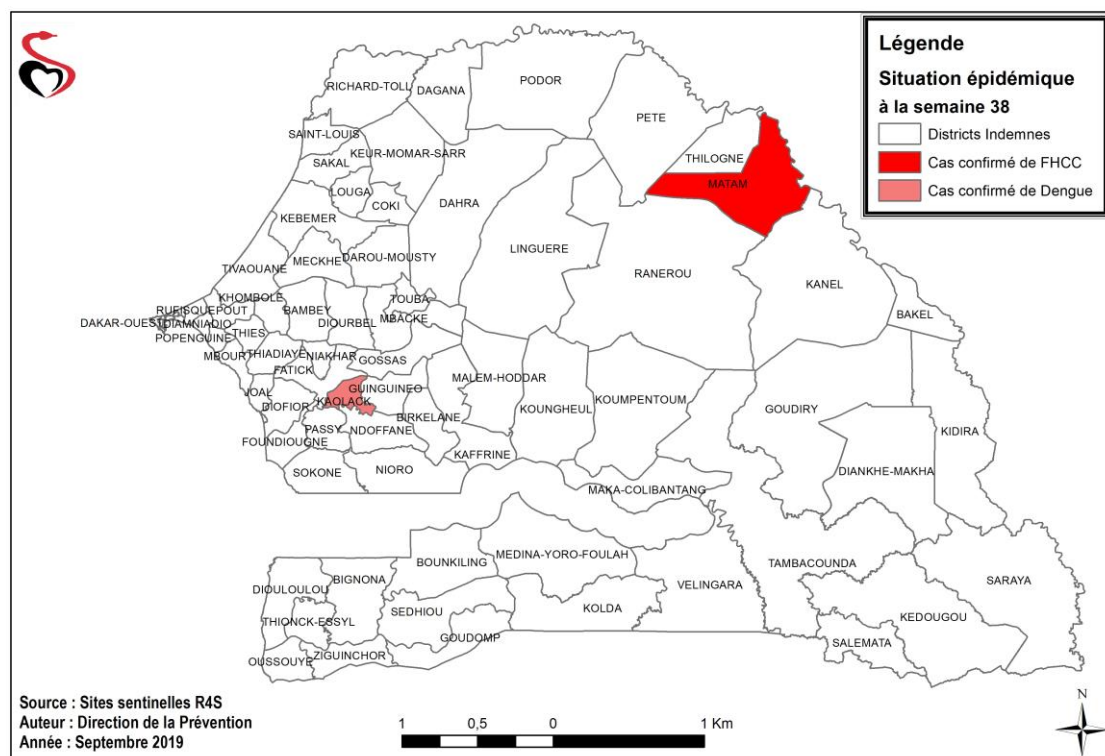 Légende
Situation épidémique
à la semaine 38
Districts Indemnes
Cas confirmé de FHCC
Cas confirmé de Dengue
RICHARD-TOLL
DAGANA
PODOR
PETE
THILOGNE
MATAM
SAINT-LOUIS
SAKAL
KEUR-MOMAR-SARR
LOUGA
COKI
DAHRA
KEBEMER
LINGUERE
RANEROU
KANEL
TIVAOUANE
MECKHE
DAROU-MOUSTY
BAKEL
KHOMBOLE
BAMBEY
TOUBA
RUFISQUE
POUT
DIOURBEL
MBACKE
DAKAR-OUEST
DIAMNIADIO
THIES
POPENGUINE
MBOUR
THIADIAYE
NIAKHAR
GOSSAS
FATICK
MALEM-HODDAR
JOAL
GUINGUINEO
KOUNGHEUL
KOUMPENTOUM
GOUDIRY
KAOLACK
DIOFIOR
BIRKELANE
KIDIRA
PASSY
NDOFFANE
FOUNDIOUGNE
KAFFRINE
DIANKHE-MAKHA
SOKONE
NIORO
MAKA-COLIBANTANG
MEDINA-YORO-FOULAH
BOUNKILING
TAMBACOUNDA
SARAYA
BIGNONA
DIOULOULOU
VELINGARA
SEDHIOU
KOLDA
KEDOUGOU
THIONCK-ESSYL
GOUDOMP
SALEMATA
OUSSOUYE
ZIGUINCHOR
Source : Sites sentinelles R4S
Auteur : Direction de la Prévention
Année : Septembre 2019
1 0,5 0 1 Km
N